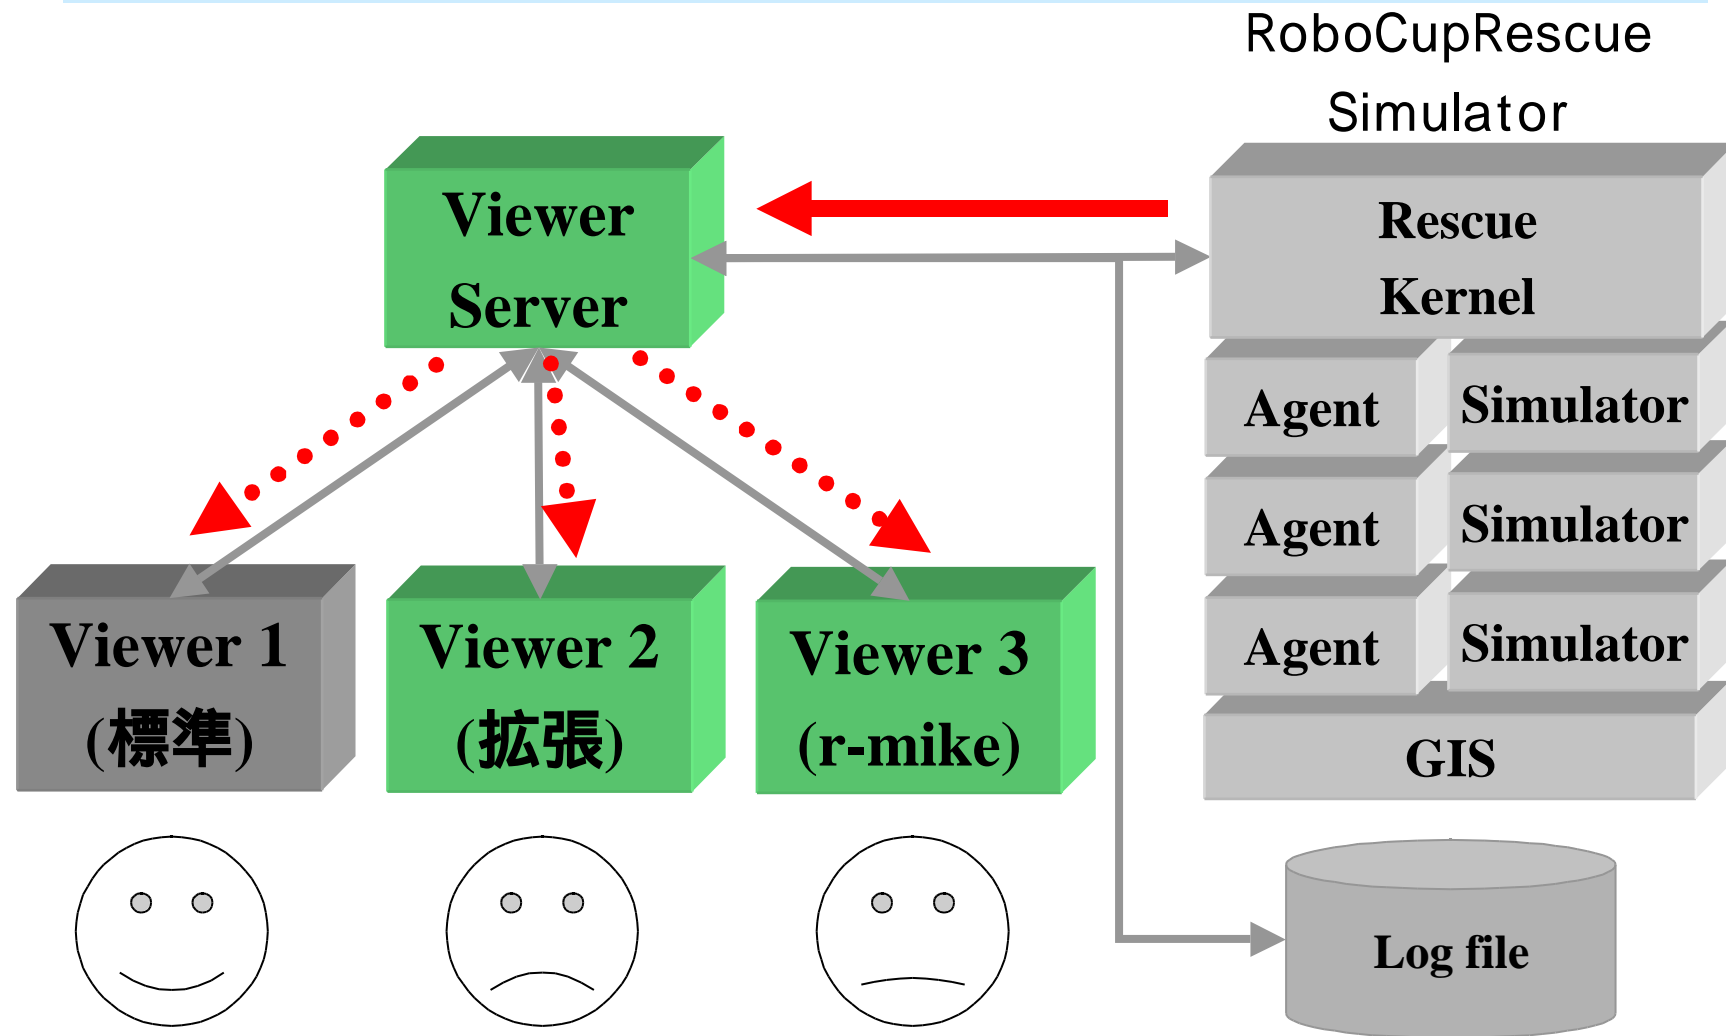 RoboCupRescue
Simulator
Viewer
Server
Rescue
Kernel
Agent
Simulator
Agent
Simulator
Agent
Simulator
GIS
Viewer 1
(標準)
Viewer 2
(拡張)
Viewer 3
(r-mike)
Log file